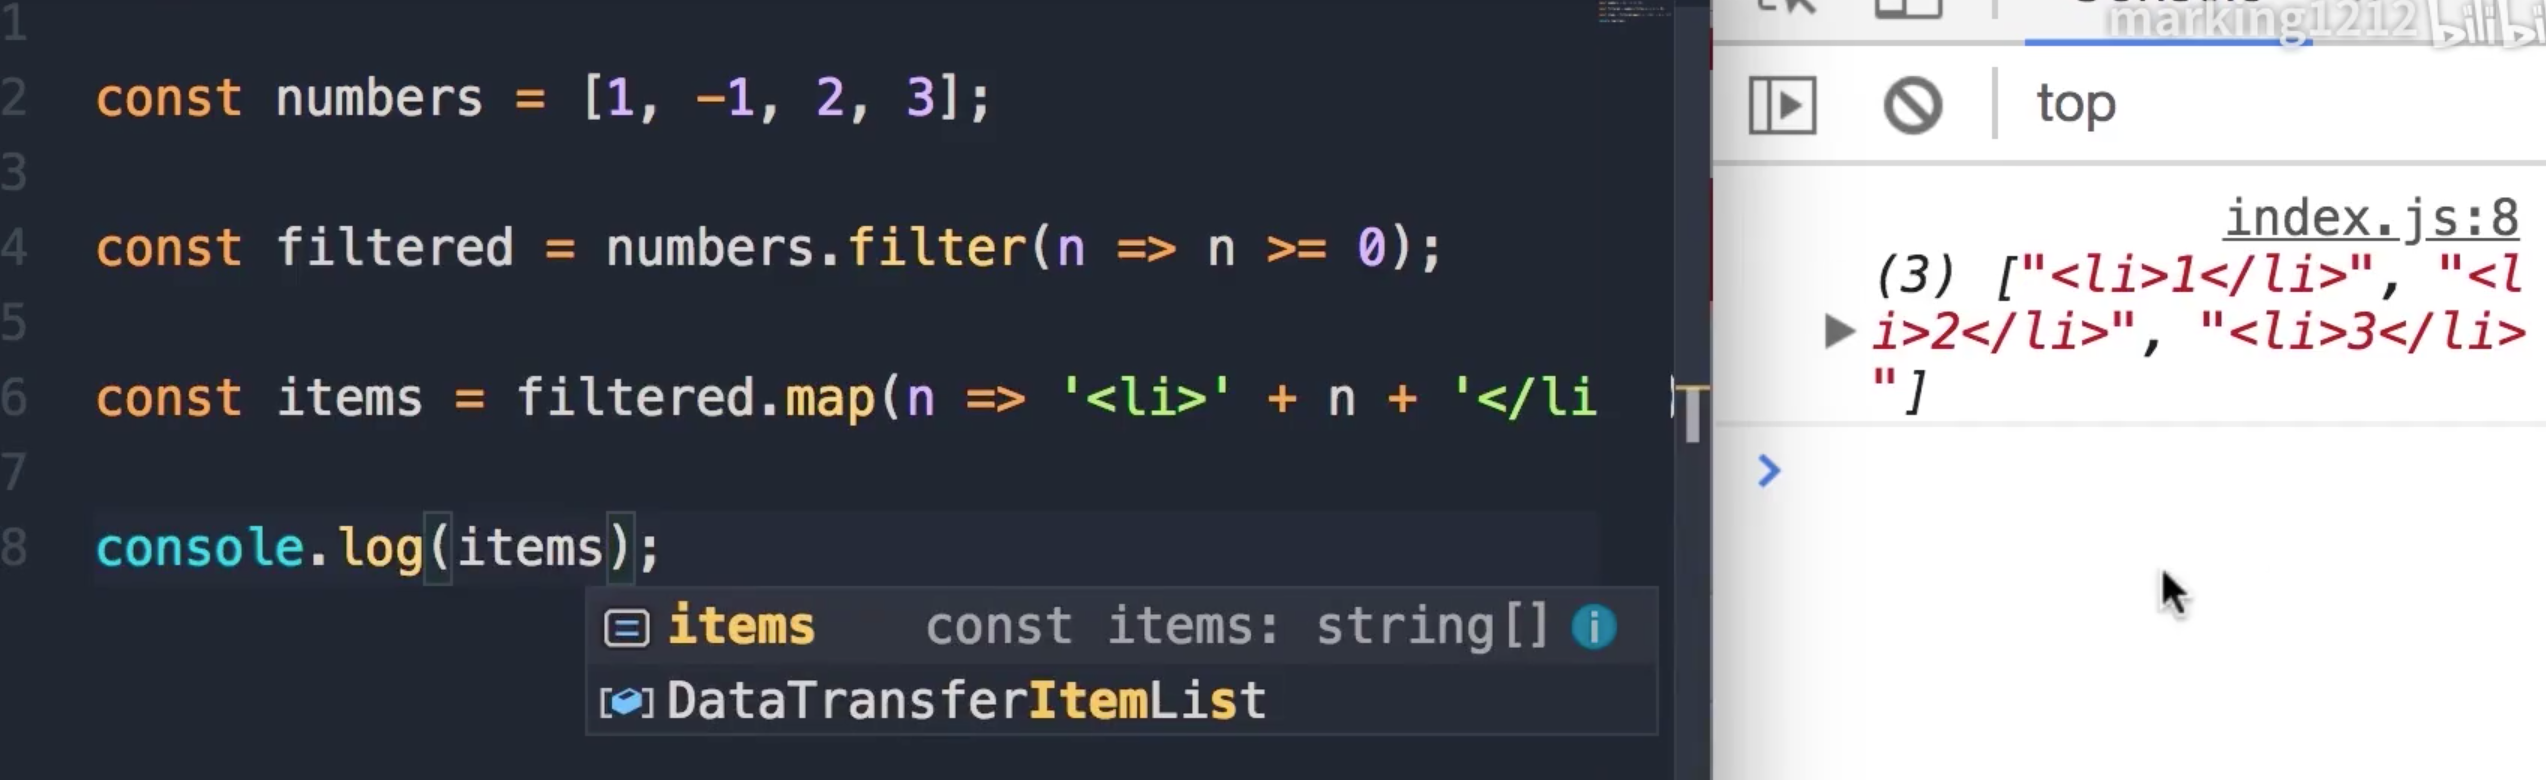 1
2 const numbers = [1, -1, 2, 3];
3
4 const filtered = numbers.filter(n => n >= 0);
5
6 const items = filtered.map(n => '<li>' + n + '</li
7
8 console.log(items);
items const items: string[]
DataTransferItemList
marking1212 bilibi
top
index.js:8
(3) ["<li>1</li>", "<l
i>2</li>", "<li>3</li>
"]